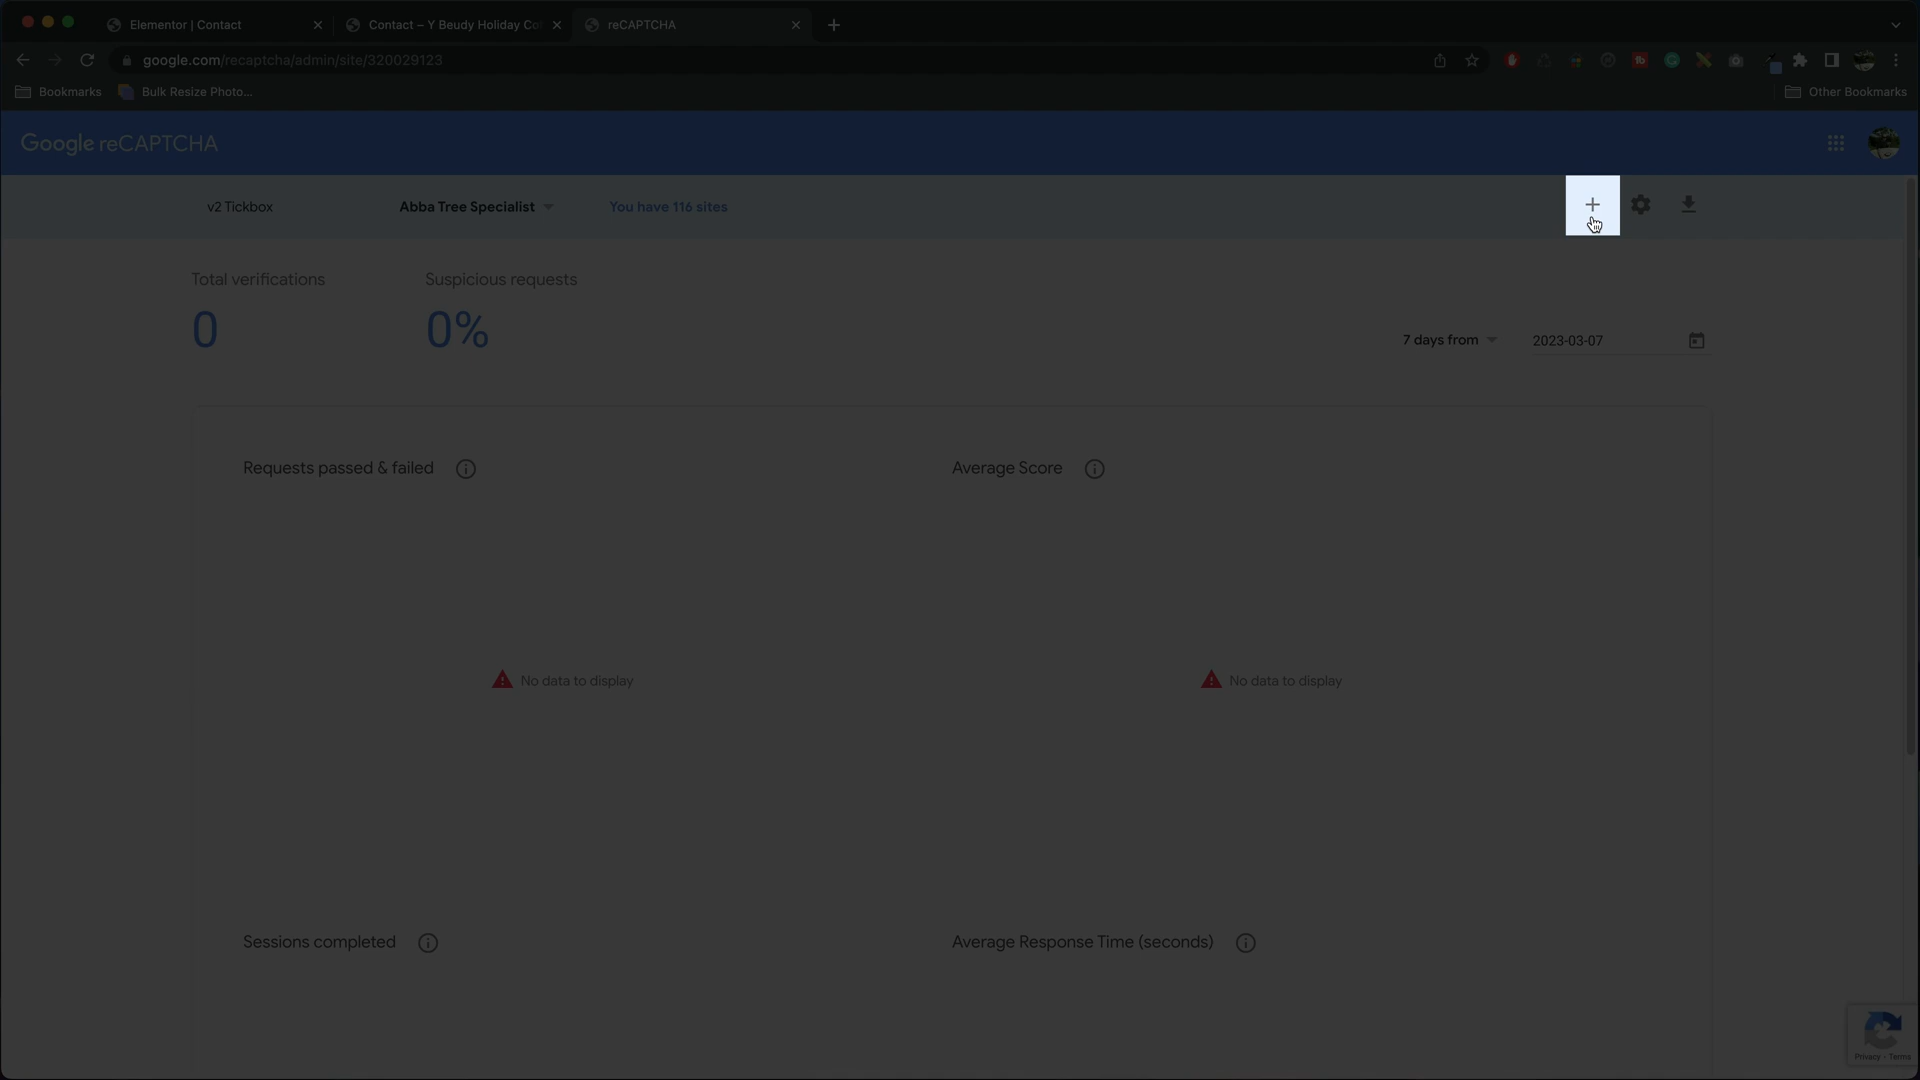 Elementor | Contact
Contact – Y Beudy Holiday Co
reCAPTCHA
google.com/recaptcha/admin/site/320029123
Bookmarks
Bulk Resize Photo...
Other Bookmarks
Google reCAPTCHA
v2 Tickbox
Abba Tree Specialist
You have 116 sites
Total verifications
Suspicious requests
0
0%
7 days from
2023-03-07
Requests passed & failed
Average Score
No data to display
No data to display
Sessions completed
Average Response Time (seconds)
Privacy - Terms